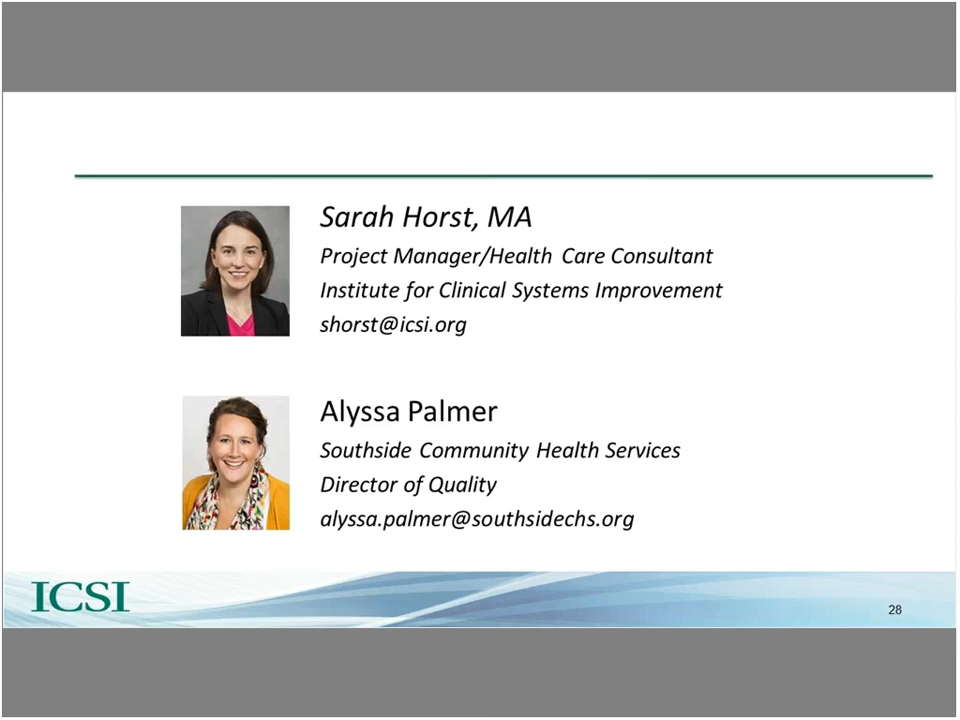 Sarah Horst, MA
Project Manager/Health Care Consultant
Institute for Clinical Systems Improvement
shorst@icsi.org
Alyssa Palmer
Southside Community Health Services
Director of Quality
alyssa.palmer@southsidechs.org
ICSI
28